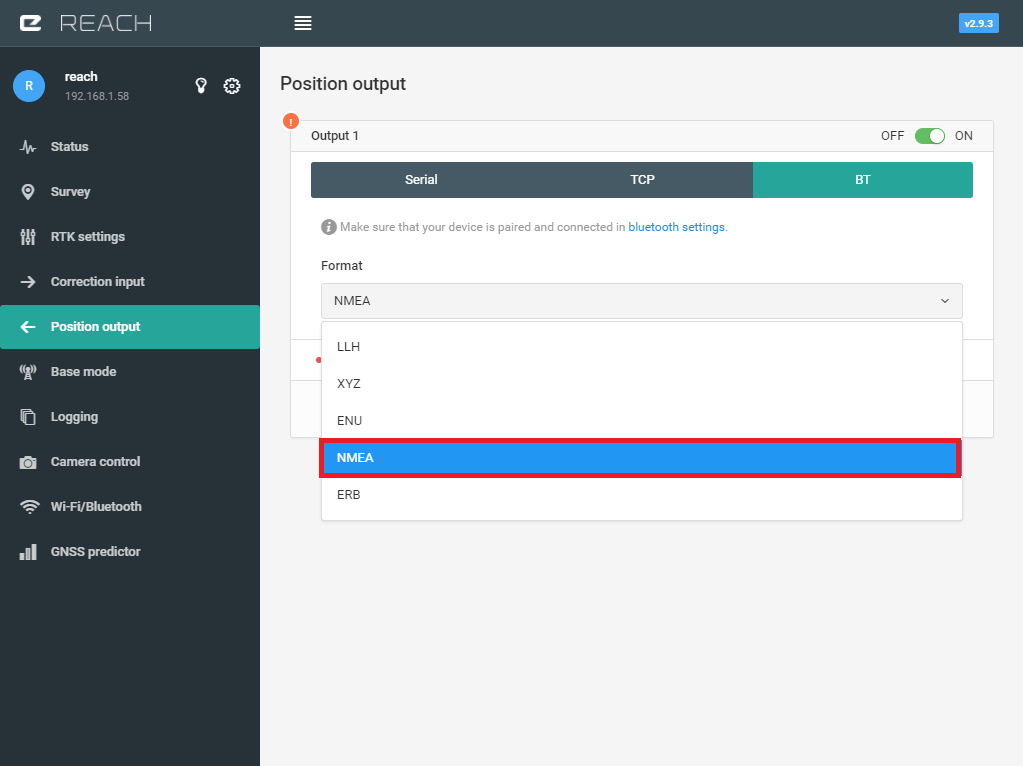 REACH
v2.9.3
R
reach
192.168.1.58
Status
Survey
RTK settings
Correction input
Position output
Base mode
Logging
Camera control
Wi-Fi/Bluetooth
GNSS predictor
Position output
!
Output 1
OFF ON
Serial TCP BT
i Make sure that your device is paired and connected in bluetooth settings.
Format
NMEA
LLH
XYZ
ENU
NMEA
ERB